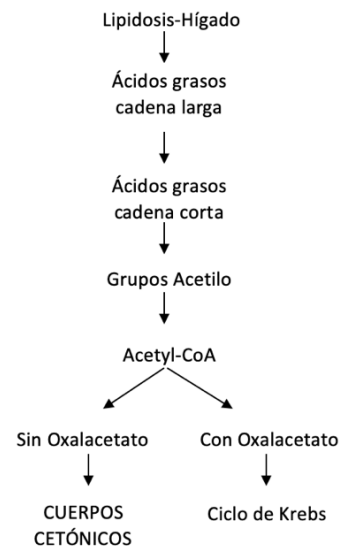 Lipidosis-Hígado
Ácidos grasos
cadena larga
Ácidos grasos
cadena corta
Grupos Acetilo
Acetyl-CoA
Sin Oxalacetato
Con Oxalacetato
CUERPOS
CETÓNICOS
Ciclo de Krebs